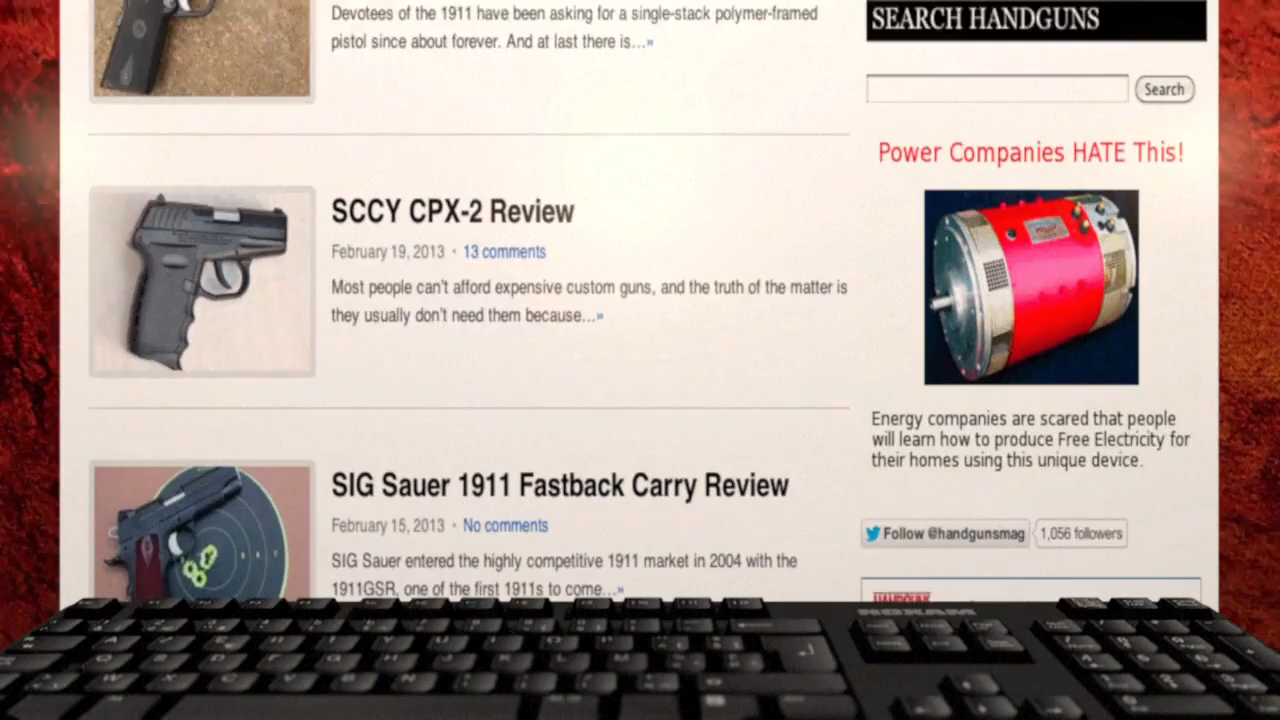 Devotees of the 1911 have been asking for a single-stack polymer-framed
pistol since about forever. And at last there is...»
SCCY CPX-2 Review
February 19, 2013 · 13 comments
Most people can't afford expensive custom guns, and the truth of the matter is
they usually don't need them because...»
SIG Sauer 1911 Fastback Carry Review
February 15, 2013 · No comments
SIG Sauer entered the highly competitive 1911 market in 2004 with the
1911GSR, one of the first 1911s to come...»
SEARCH HANDGUNS
Search
Power Companies HATE This!
Energy companies are scared that people
will learn how to produce Free Electricity for
their homes using this unique device.
Follow @handgunsmag
1,056 followers